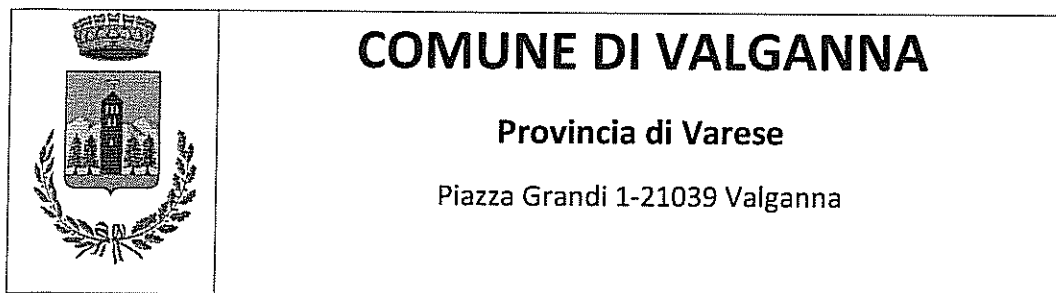 COMUNE DI VALGANNA
Provincia di Varese
Piazza Grandi 1-21039 Valganna